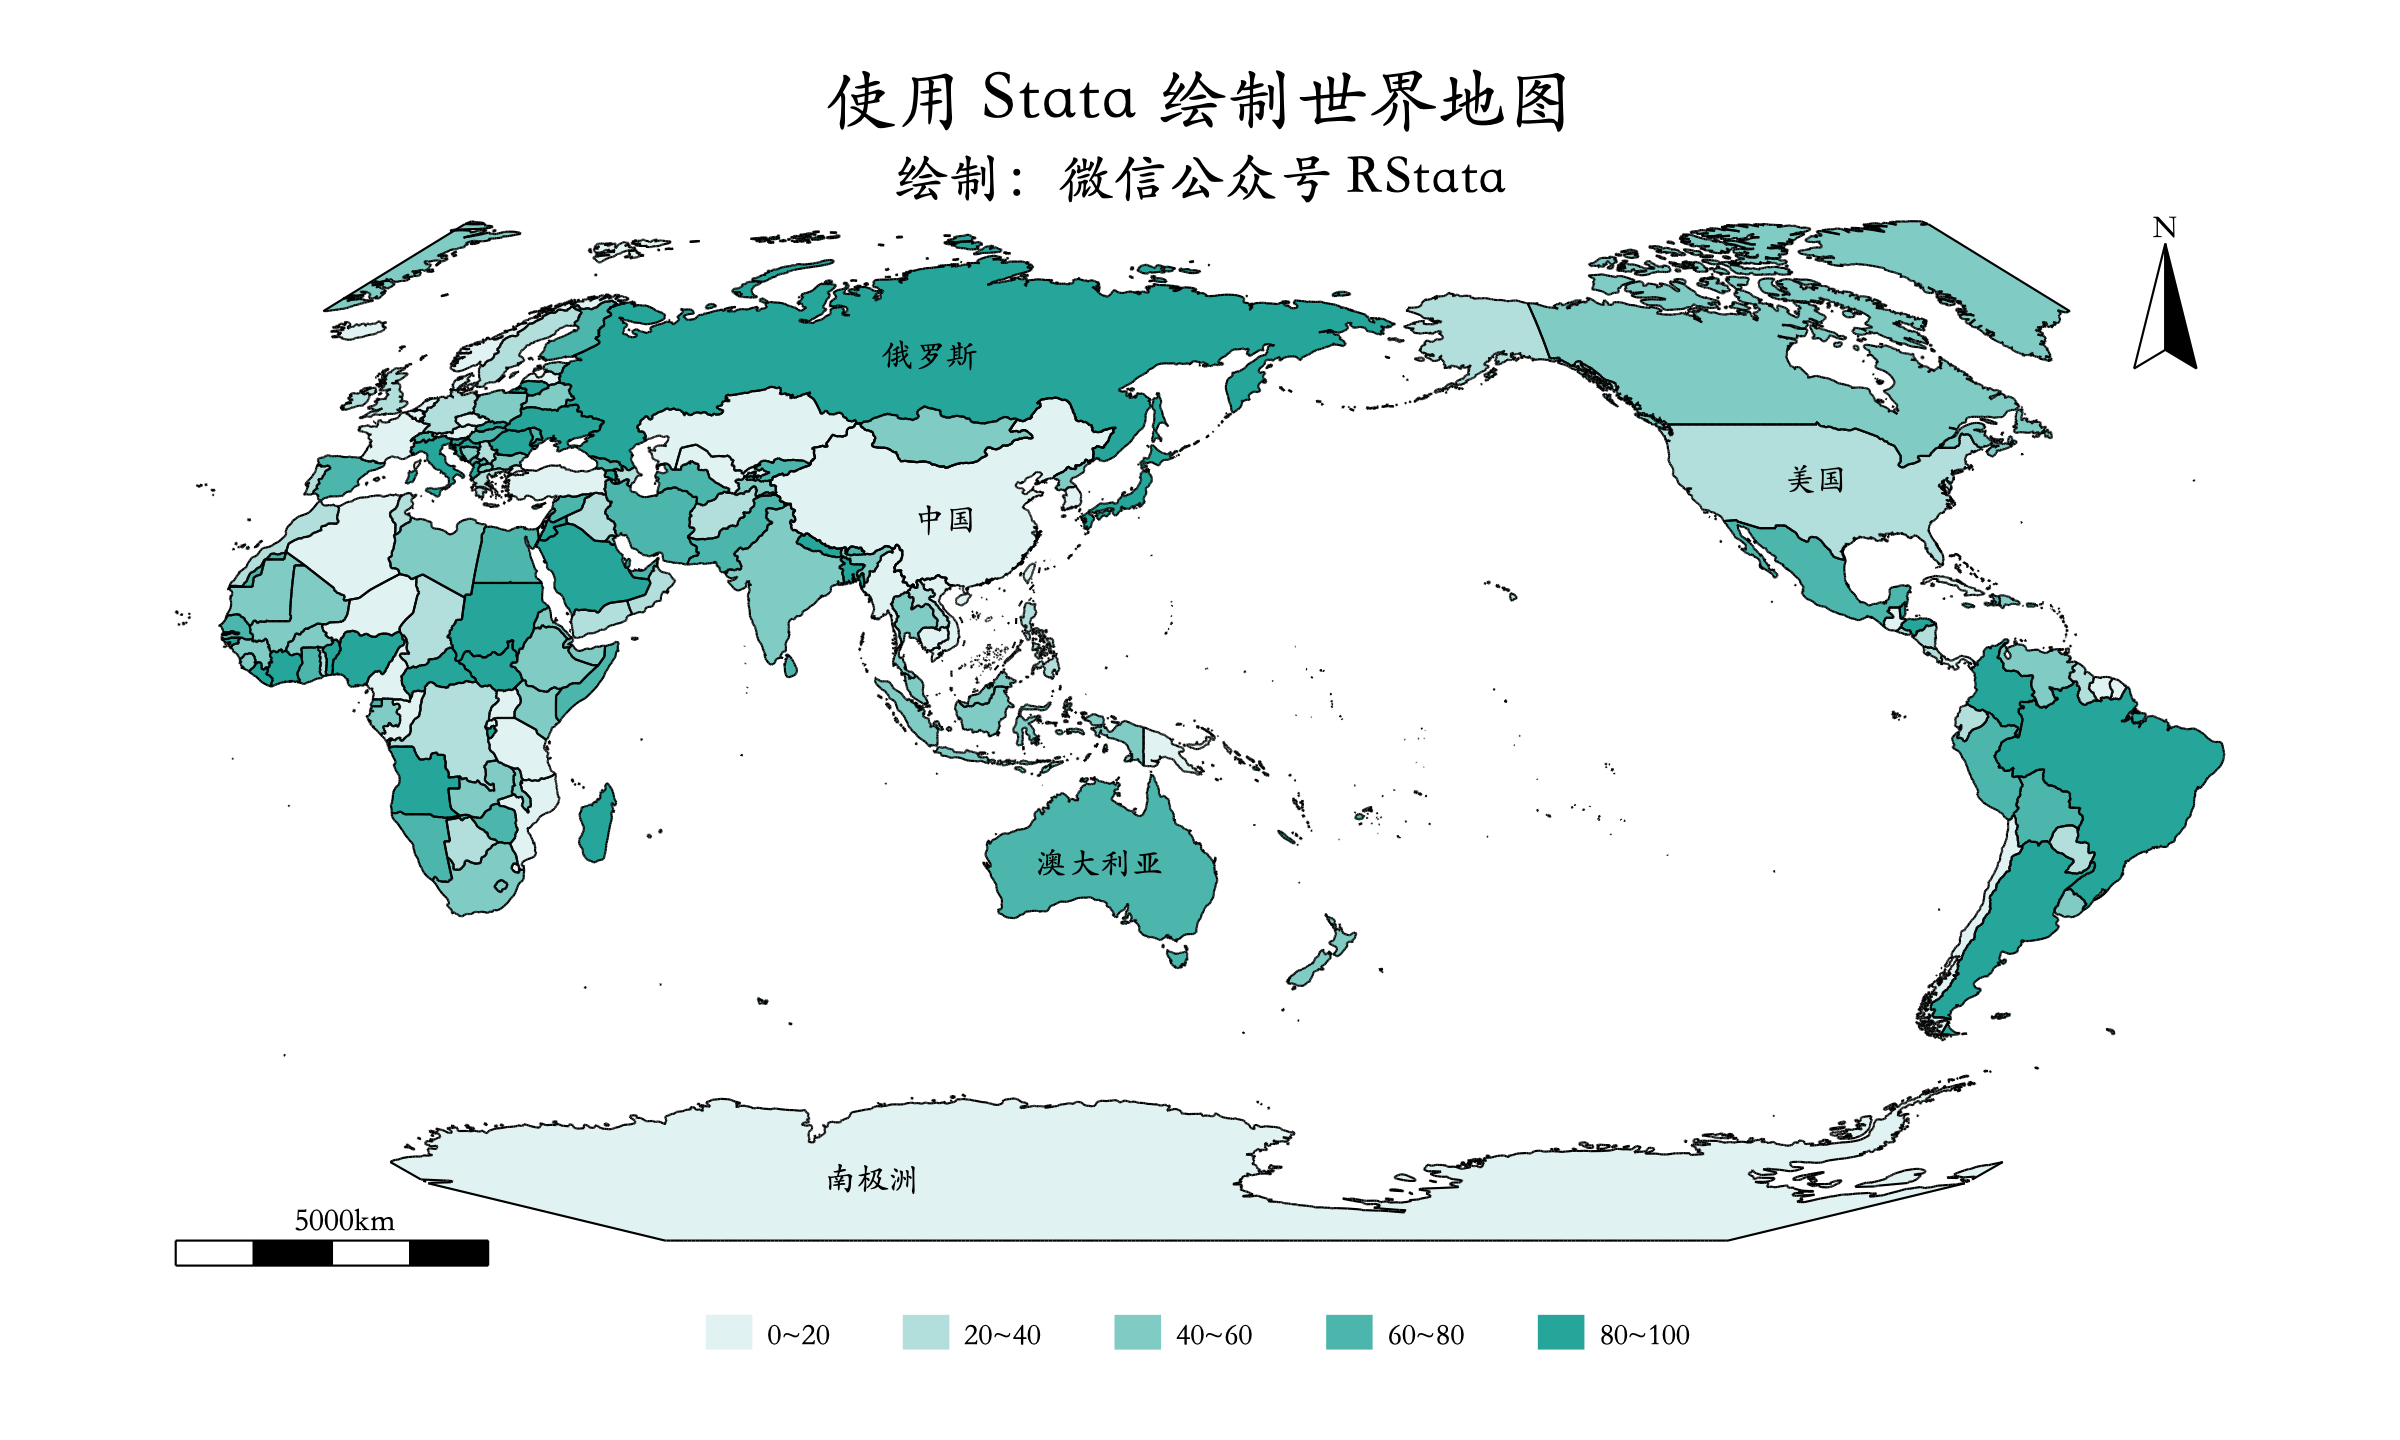 使用 Stata 绘制世界地图
绘制：微信公众号 RStata
N
俄罗斯
美国
中国
澳大利亚
南极洲
5000km
0~20
20~40
40~60
60~80
80~100